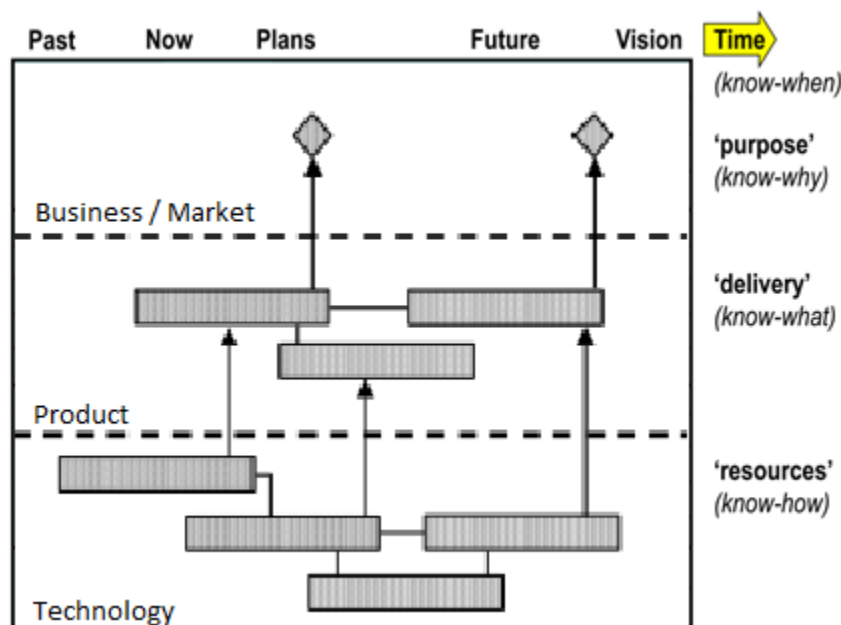 Past Now Plans Future Vision Time
(know-when)
‘purpose’
(know-why)
Business / Market
‘delivery’
(know-what)
Product
‘resources’
(know-how)
Technology